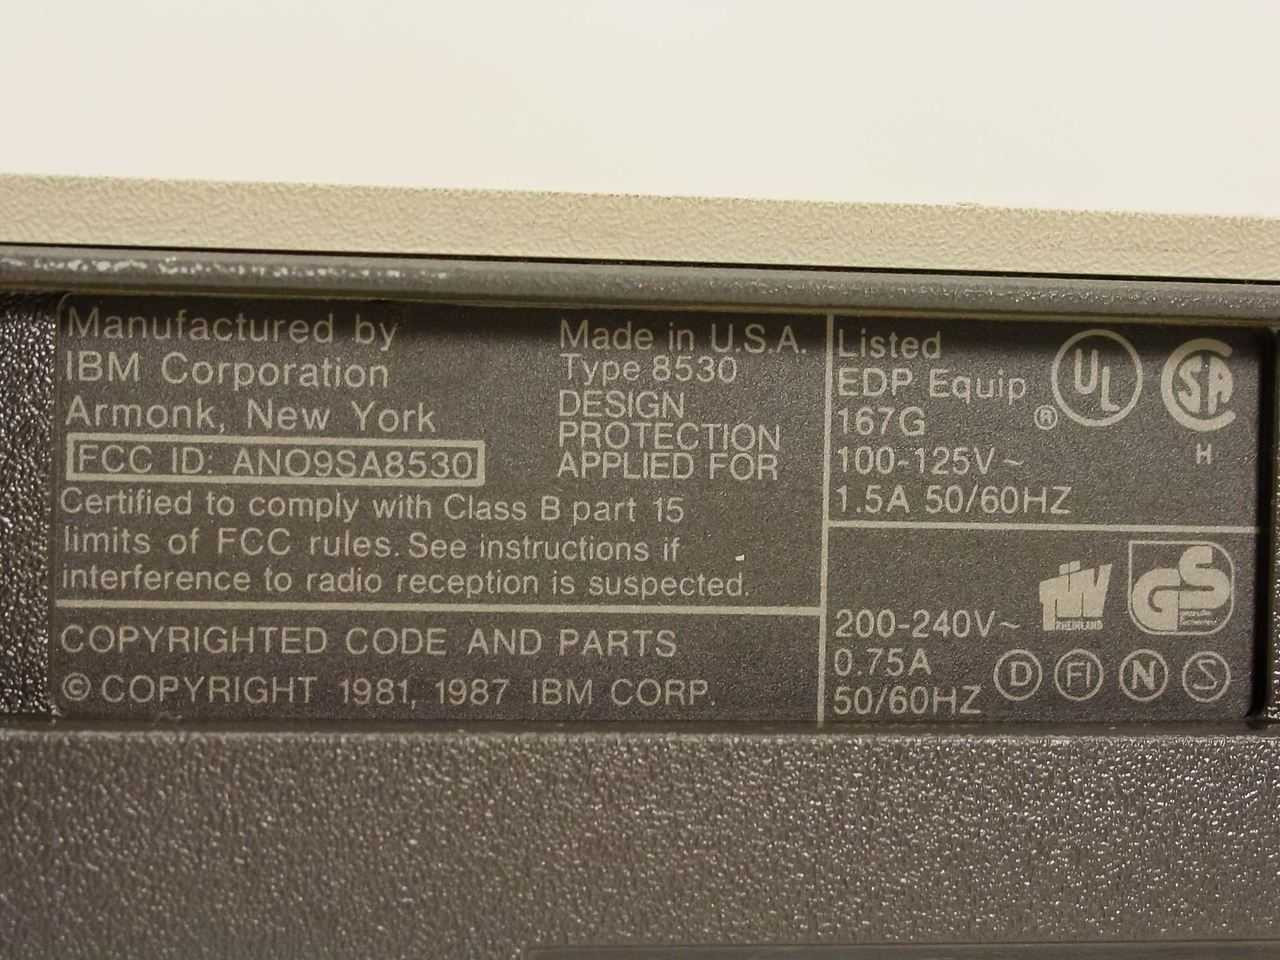 Manufactured by
IBM Corporation
Armonk, New York
FCC ID: ANO9SA8530
Made in U.S.A.
Type 8530
DESIGN
PROTECTION
APPLIED FOR
Certified to comply with Class B part 15
limits of FCC rules. See instructions if
interference to radio reception is suspected.
COPYRIGHTED CODE AND PARTS
© COPYRIGHT 1981, 1987 IBM CORP.
Listed
EDP Equip
167G
100-125V~
1.5A 50/60HZ
UL
®
SA
H
200-240V~
0.75A
50/60HZ
TÜV
RHEINLAND
GS
D FI N S